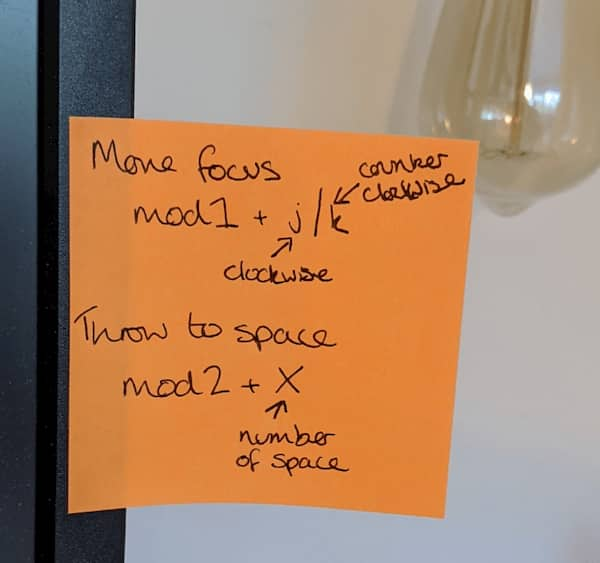 Move focus
counter
clockwise
mod1 + j/k
clockwise
Throw to space
mod2 + X
number
of space